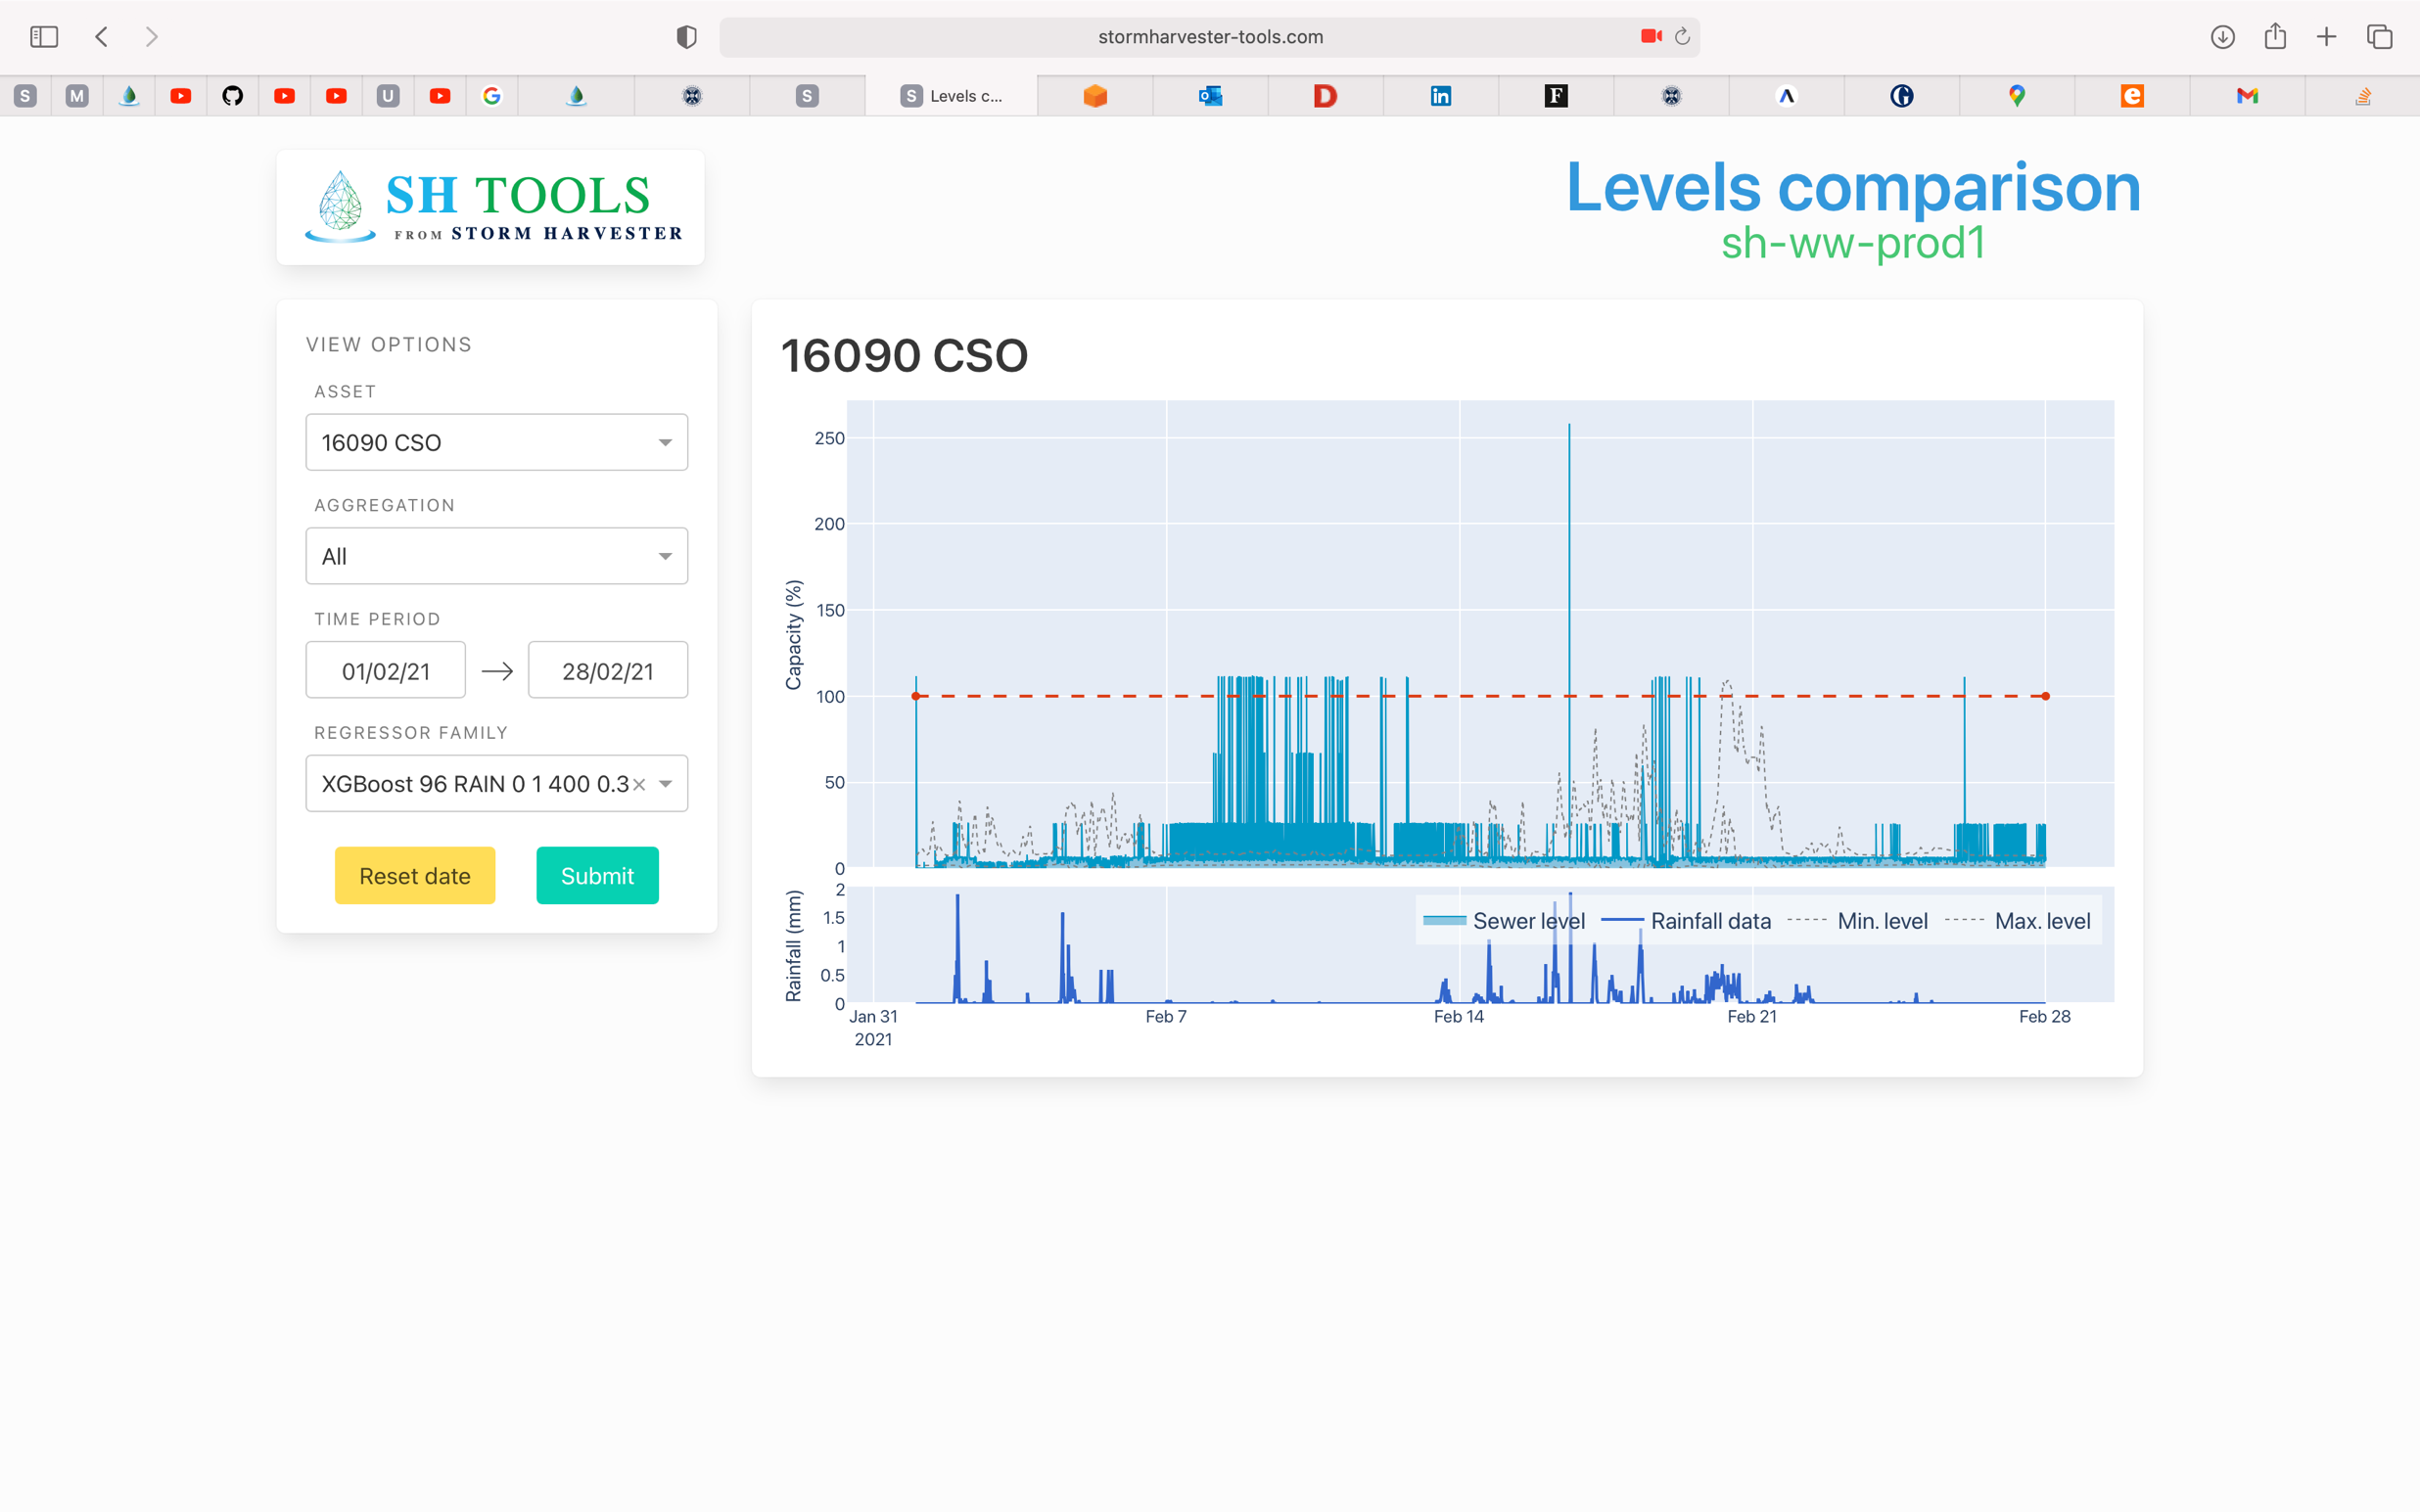 stormharvester-tools.com
S
M
U
S
S Levels c...
D
in
F
SH TOOLS
FROM STORM HARVESTER
Levels comparison
sh-ww-prod1
VIEW OPTIONS
ASSET
16090 CSO
AGGREGATION
All
TIME PERIOD
01/02/21 → 28/02/21
REGRESSOR FAMILY
XGBoost 96 RAIN 0 1 400 0.3 ×
Reset date
Submit
16090 CSO
Capacity (%)
250
200
150
100
50
0
Rainfall (mm)
2
1.5
1
0.5
0
Sewer level Rainfall data Min. level Max. level
Jan 31 Feb 7 Feb 14 Feb 21 Feb 28
2021